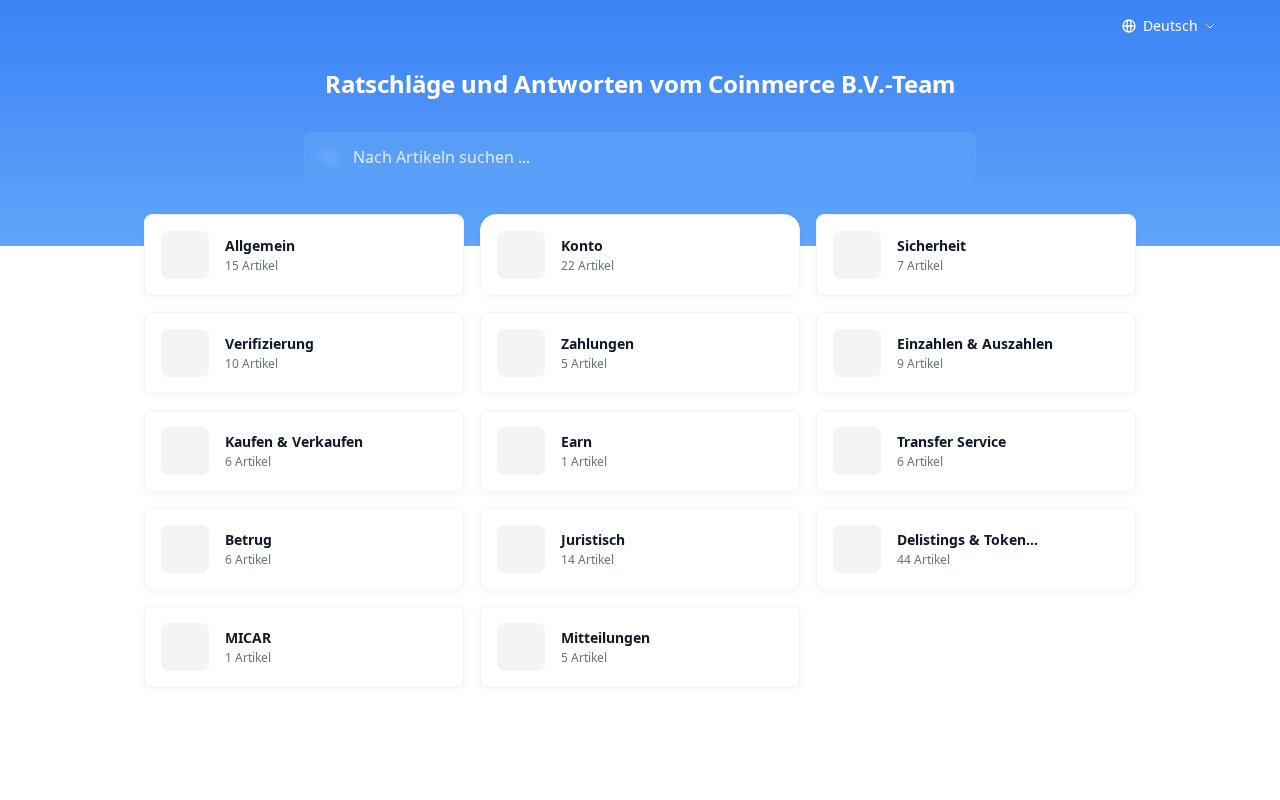 Deutsch
Ratschläge und Antworten vom Coinmerce B.V.-Team
Nach Artikeln suchen ...
Allgemein
15 Artikel
Konto
22 Artikel
Sicherheit
7 Artikel
Verifizierung
10 Artikel
Zahlungen
5 Artikel
Einzahlen & Auszahlen
9 Artikel
Kaufen & Verkaufen
6 Artikel
Earn
1 Artikel
Transfer Service
6 Artikel
Betrug
6 Artikel
Juristisch
14 Artikel
Delistings & Token...
44 Artikel
MICAR
1 Artikel
Mitteilungen
5 Artikel